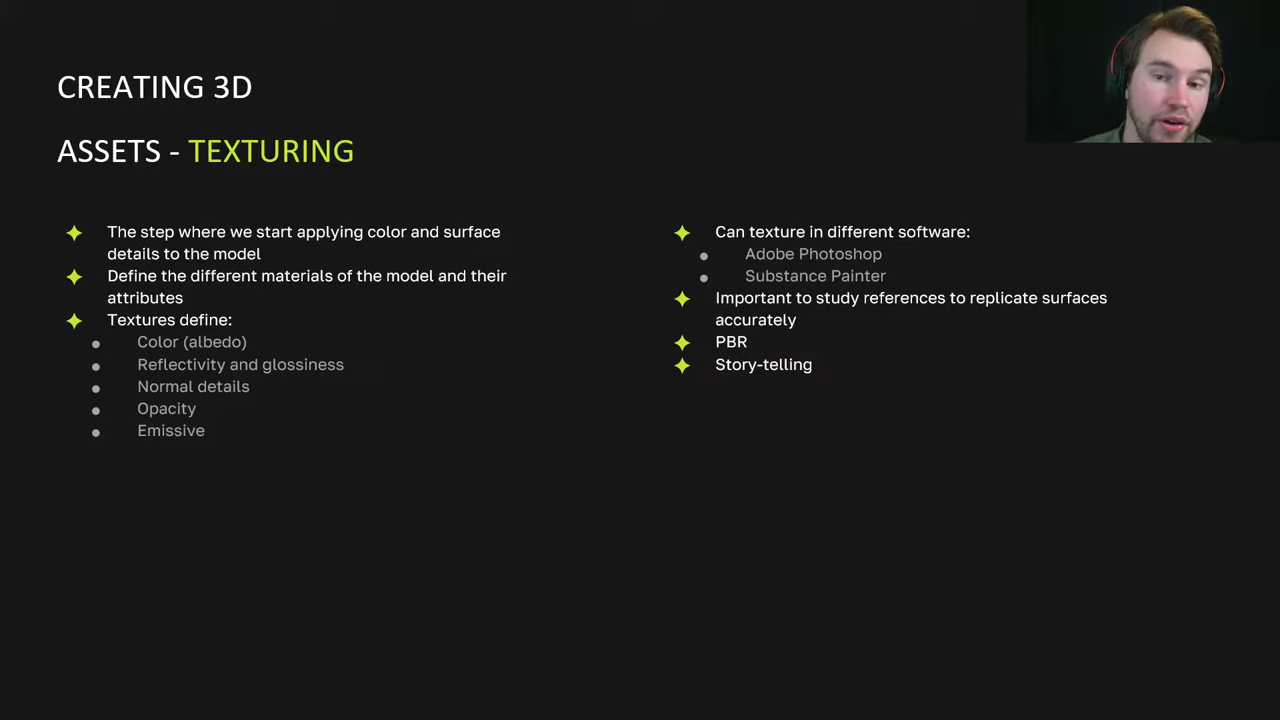 CREATING 3D
ASSETS - TEXTURING
The step where we start applying color and surface
details to the model
Define the different materials of the model and their
attributes
Textures define:
Color (albedo)
Reflectivity and glossiness
Normal details
Opacity
Emissive
Can texture in different software:
Adobe Photoshop
Substance Painter
Important to study references to replicate surfaces
accurately
PBR
Story-telling